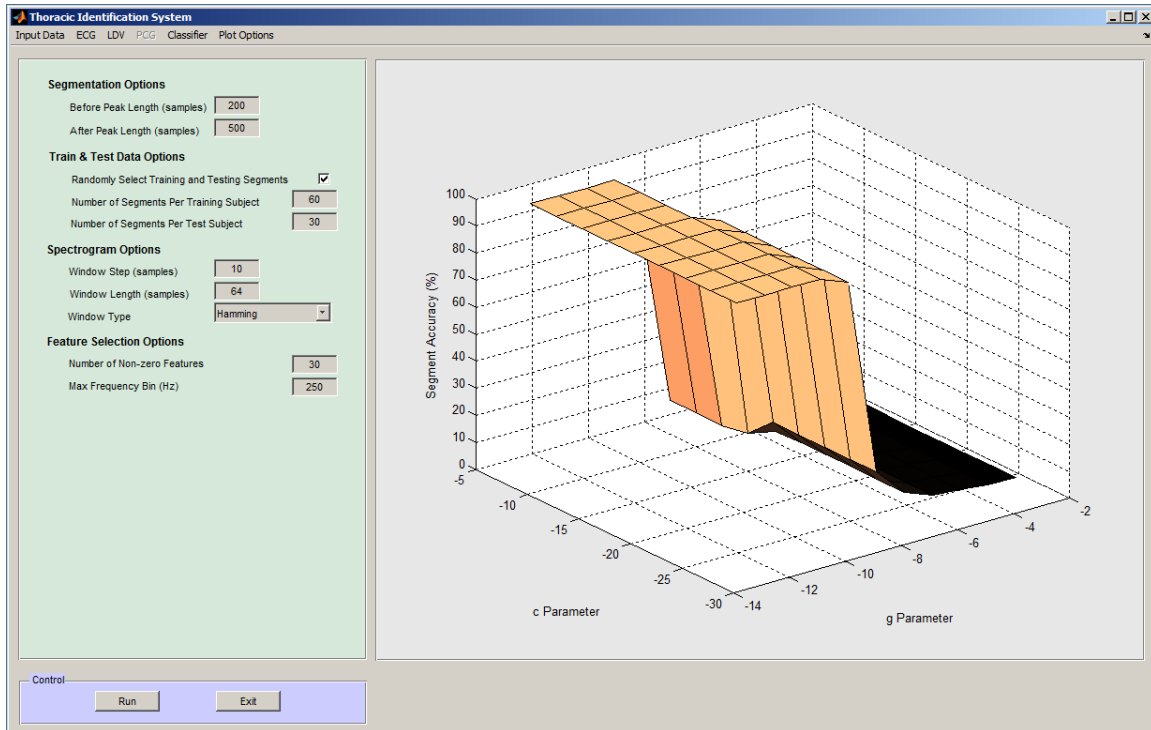 Thoracic Identification System
Input Data ECG LDV PCG Classifier Plot Options
Segmentation Options
Before Peak Length (samples) 200
After Peak Length (samples) 500
Train & Test Data Options
Randomly Select Training and Testing Segments
Number of Segments Per Training Subject 60
Number of Segments Per Test Subject 30
Spectrogram Options
Window Step (samples) 10
Window Length (samples) 64
Window Type Hamming
Feature Selection Options
Number of Non-zero Features 30
Max Frequency Bin (Hz) 250
Control
Run Exit
Segment Accuracy (%)
100
90
80
70
60
50
40
30
20
10
0
-5
-10
-15
-20
-25
-30
c Parameter
-14
-12
-10
-8
-6
-4
-2
g Parameter